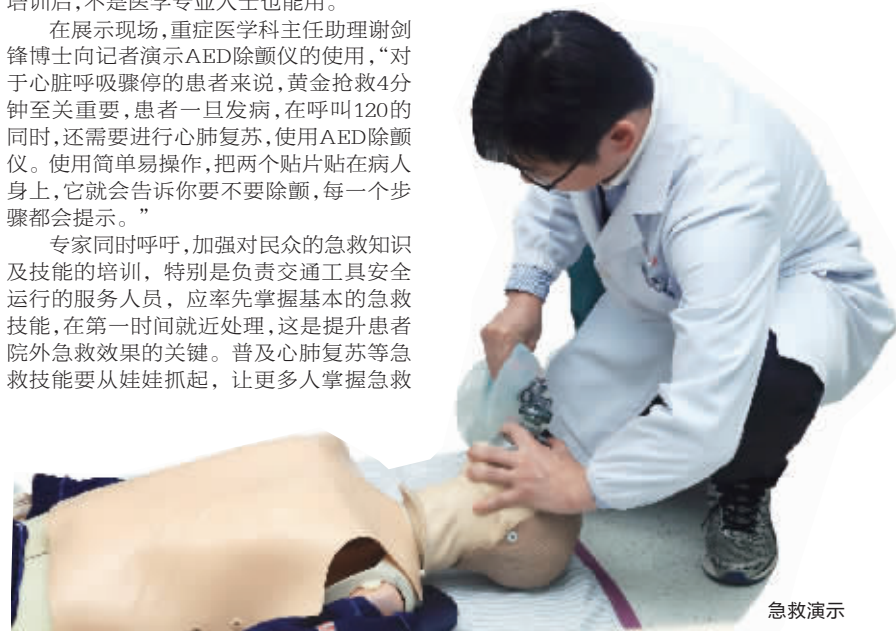 培训后,不是医学专业人士也能用。
在展示现场,重症医学科主任助理谢剑
锋博士向记者演示AED除颤仪的使用,“对
于心脏呼吸骤停的患者来说,黄金抢救4分
钟至关重要,患者一旦发病,在呼叫120的
同时,还需要进行心肺复苏,使用AED除颤
仪。使用简单易操作,把两个贴片贴在病人
身上,它就会告诉你要不要除颤,每一个步
骤都会提示。”
专家同时呼吁,加强对民众的急救知识
及技能的培训，特别是负责交通工具安全
运行的服务人员，应率先掌握基本的急救
技能,在第一时间就近处理,这是提升患者
院外急救效果的关键。普及心肺复苏等急
救技能要从娃娃抓起，让更多人掌握急救
急救演示